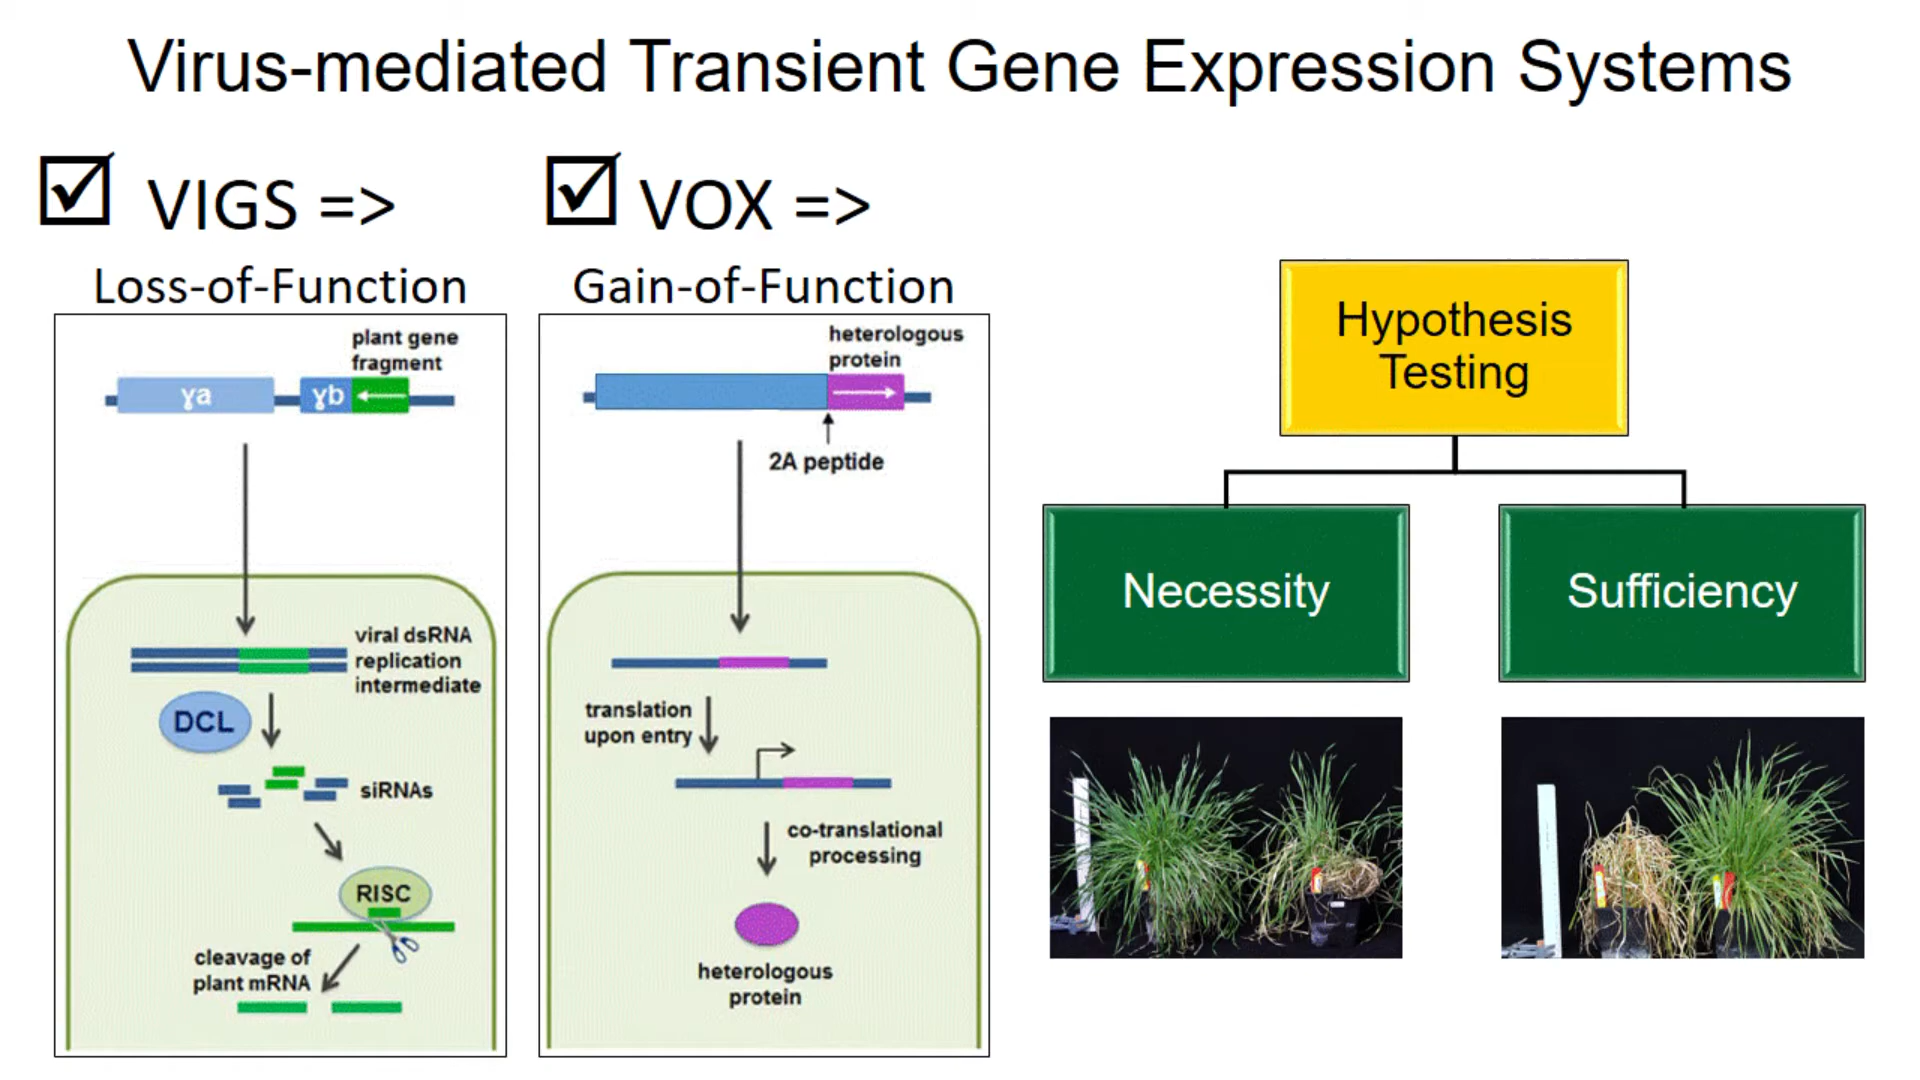 Virus-mediated Transient Gene Expression Systems
VIGS =>
Loss-of-Function
plant gene
fragment
ɣa
ɣb
viral dsRNA
replication
intermediate
DCL
siRNAs
RISC
cleavage of
plant mRNA
VOX =>
Gain-of-Function
heterologous
protein
2A peptide
translation
upon entry
co-translational
processing
heterologous
protein
Hypothesis
Testing
Necessity
Sufficiency